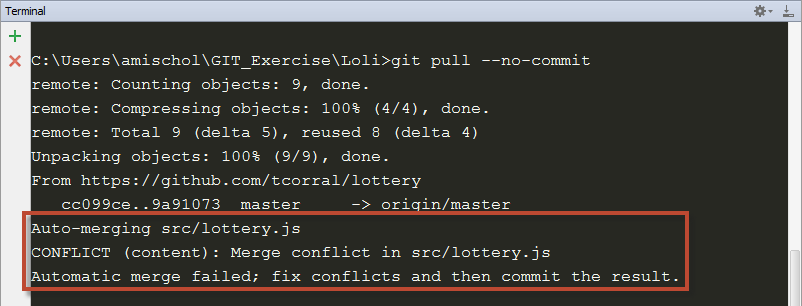 Terminal
C:\Users\amischol\GIT_Exercise\Loli>git pull --no-commit
remote: Counting objects: 9, done.
remote: Compressing objects: 100% (4/4), done.
remote: Total 9 (delta 5), reused 8 (delta 4)
Unpacking objects: 100% (9/9), done.
From https://github.com/tcorral/lottery
   cc099ce..9a91073  master     -> origin/master
Auto-merging src/lottery.js
CONFLICT (content): Merge conflict in src/lottery.js
Automatic merge failed; fix conflicts and then commit the result.